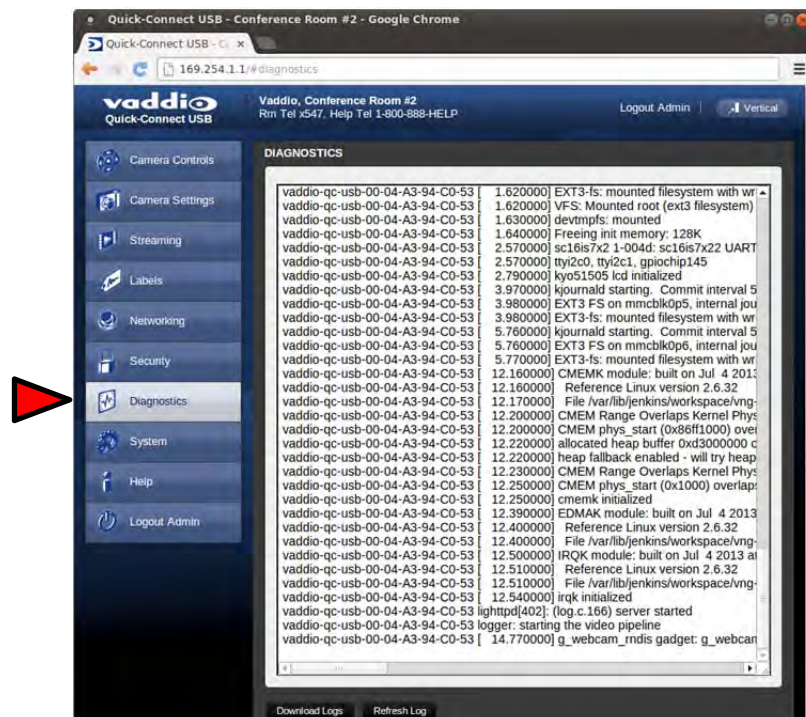 Quick-Connect USB - Conference Room #2 - Google Chrome
Quick-Connect USB - C
169.254.1.1/#diagnostics
vaddio
Quick-Connect USB
Vaddio, Conference Room #2
Rm Tel x547, Help Tel 1-800-888-HELP
Logout Admin
Vertical
Camera Controls
Camera Settings
Streaming
Labels
Networking
Security
Diagnostics
System
Help
Logout Admin
DIAGNOSTICS
vaddio-qc-usb-00-04-A3-94-C0-53 [ 1.620000] EXT3-fs: mounted filesystem with wr
vaddio-qc-usb-00-04-A3-94-C0-53 [ 1.620000] VFS: Mounted root (ext3 filesystem)
vaddio-qc-usb-00-04-A3-94-C0-53 [ 1.630000] devtmpfs: mounted
vaddio-qc-usb-00-04-A3-94-C0-53 [ 1.640000] Freeing init memory: 128K
vaddio-qc-usb-00-04-A3-94-C0-53 [ 2.570000] sc16is7x2 1-004d: sc16is7x22 UART
vaddio-qc-usb-00-04-A3-94-C0-53 [ 2.570000] ttyi2c0, ttyi2c1, gpiochip145
vaddio-qc-usb-00-04-A3-94-C0-53 [ 2.790000] kyo51505 lcd initialized
vaddio-qc-usb-00-04-A3-94-C0-53 [ 3.970000] kjournald starting. Commit interval 5
vaddio-qc-usb-00-04-A3-94-C0-53 [ 3.980000] EXT3 FS on mmcblk0p5, internal jou
vaddio-qc-usb-00-04-A3-94-C0-53 [ 3.980000] EXT3-fs: mounted filesystem with wr
vaddio-qc-usb-00-04-A3-94-C0-53 [ 5.760000] kjournald starting. Commit interval 5
vaddio-qc-usb-00-04-A3-94-C0-53 [ 5.760000] EXT3 FS on mmcblk0p6, internal jou
vaddio-qc-usb-00-04-A3-94-C0-53 [ 5.770000] EXT3-fs: mounted filesystem with wr
vaddio-qc-usb-00-04-A3-94-C0-53 [ 12.160000] CMEMK module: built on Jul 4 2013
vaddio-qc-usb-00-04-A3-94-C0-53 [ 12.160000] Reference Linux version 2.6.32
vaddio-qc-usb-00-04-A3-94-C0-53 [ 12.170000] File /var/lib/jenkins/workspace/vng-
vaddio-qc-usb-00-04-A3-94-C0-53 [ 12.200000] CMEM Range Overlaps Kernel Phys
vaddio-qc-usb-00-04-A3-94-C0-53 [ 12.200000] CMEM phys_start (0x86ff1000) over
vaddio-qc-usb-00-04-A3-94-C0-53 [ 12.220000] allocated heap buffer 0xd3000000 o
vaddio-qc-usb-00-04-A3-94-C0-53 [ 12.220000] heap fallback enabled - will try heap
vaddio-qc-usb-00-04-A3-94-C0-53 [ 12.230000] CMEM Range Overlaps Kernel Phys
vaddio-qc-usb-00-04-A3-94-C0-53 [ 12.250000] CMEM phys_start (0x1000) overlaps
vaddio-qc-usb-00-04-A3-94-C0-53 [ 12.250000] cmemk initialized
vaddio-qc-usb-00-04-A3-94-C0-53 [ 12.390000] EDMAK module: built on Jul 4 2013
vaddio-qc-usb-00-04-A3-94-C0-53 [ 12.400000] Reference Linux version 2.6.32
vaddio-qc-usb-00-04-A3-94-C0-53 [ 12.400000] File /var/lib/jenkins/workspace/vng-
vaddio-qc-usb-00-04-A3-94-C0-53 [ 12.500000] IRQK module: built on Jul 4 2013 at
vaddio-qc-usb-00-04-A3-94-C0-53 [ 12.510000] Reference Linux version 2.6.32
vaddio-qc-usb-00-04-A3-94-C0-53 [ 12.510000] File /var/lib/jenkins/workspace/vng-
vaddio-qc-usb-00-04-A3-94-C0-53 [ 12.540000] irqk initialized
vaddio-qc-usb-00-04-A3-94-C0-53 lighttpd[402]: (log.c.166) server started
vaddio-qc-usb-00-04-A3-94-C0-53 logger: starting the video pipeline
vaddio-qc-usb-00-04-A3-94-C0-53 [ 14.770000] g_webcam_rndis gadget: g_webcan
Download Logs
Refresh Log